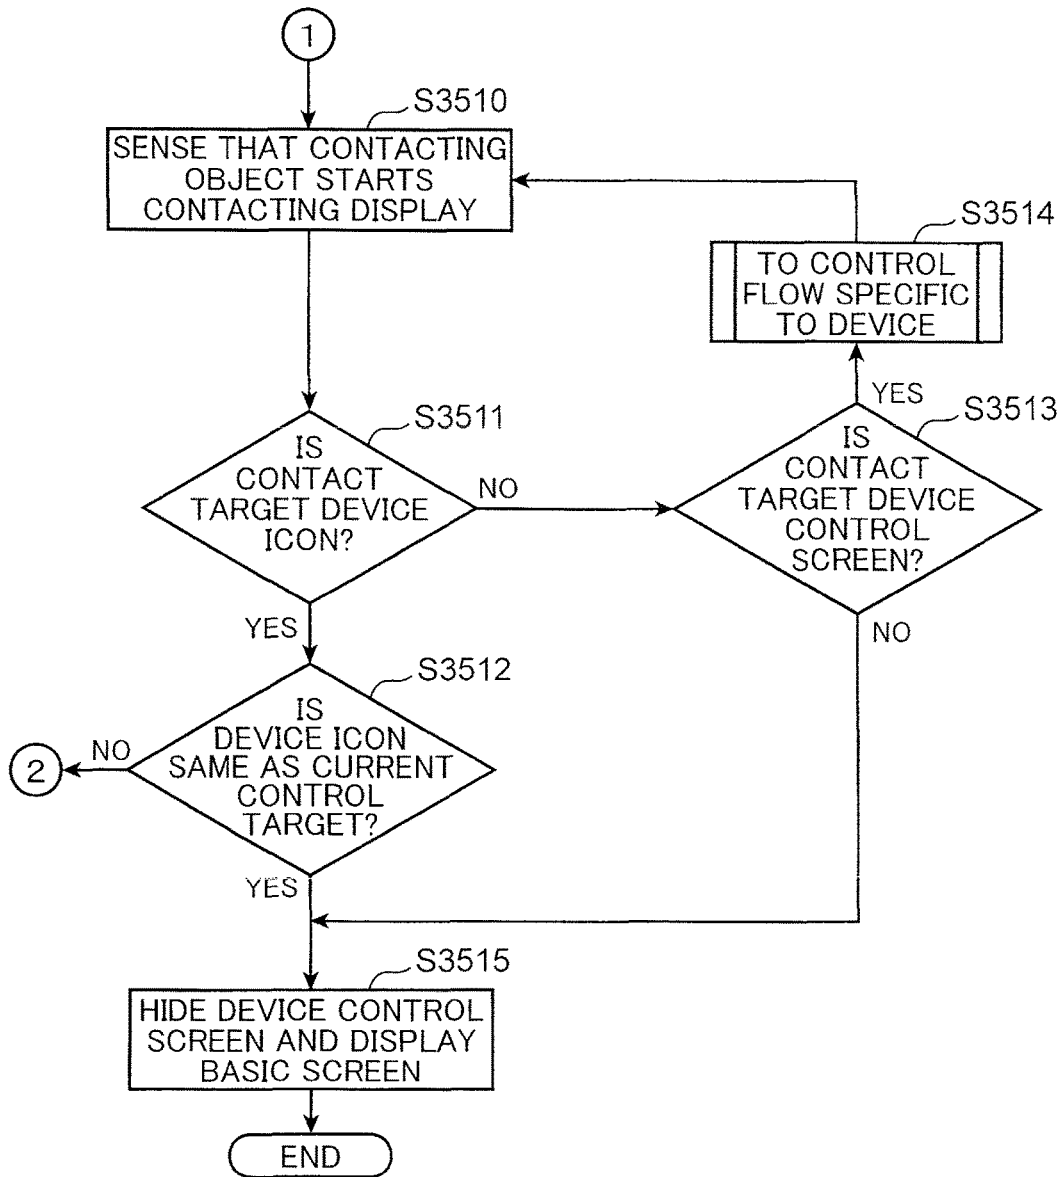 1
S3510
SENSE THAT CONTACTING
OBJECT STARTS
CONTACTING DISPLAY
S3514
TO CONTROL
FLOW SPECIFIC
TO DEVICE
YES
S3511
IS
CONTACT
TARGET DEVICE
ICON?
NO
S3513
IS
CONTACT
TARGET DEVICE
CONTROL
SCREEN?
YES
NO
S3512
IS
DEVICE ICON
SAME AS CURRENT
CONTROL
TARGET?
NO
2
YES
S3515
HIDE DEVICE CONTROL
SCREEN AND DISPLAY
BASIC SCREEN
END